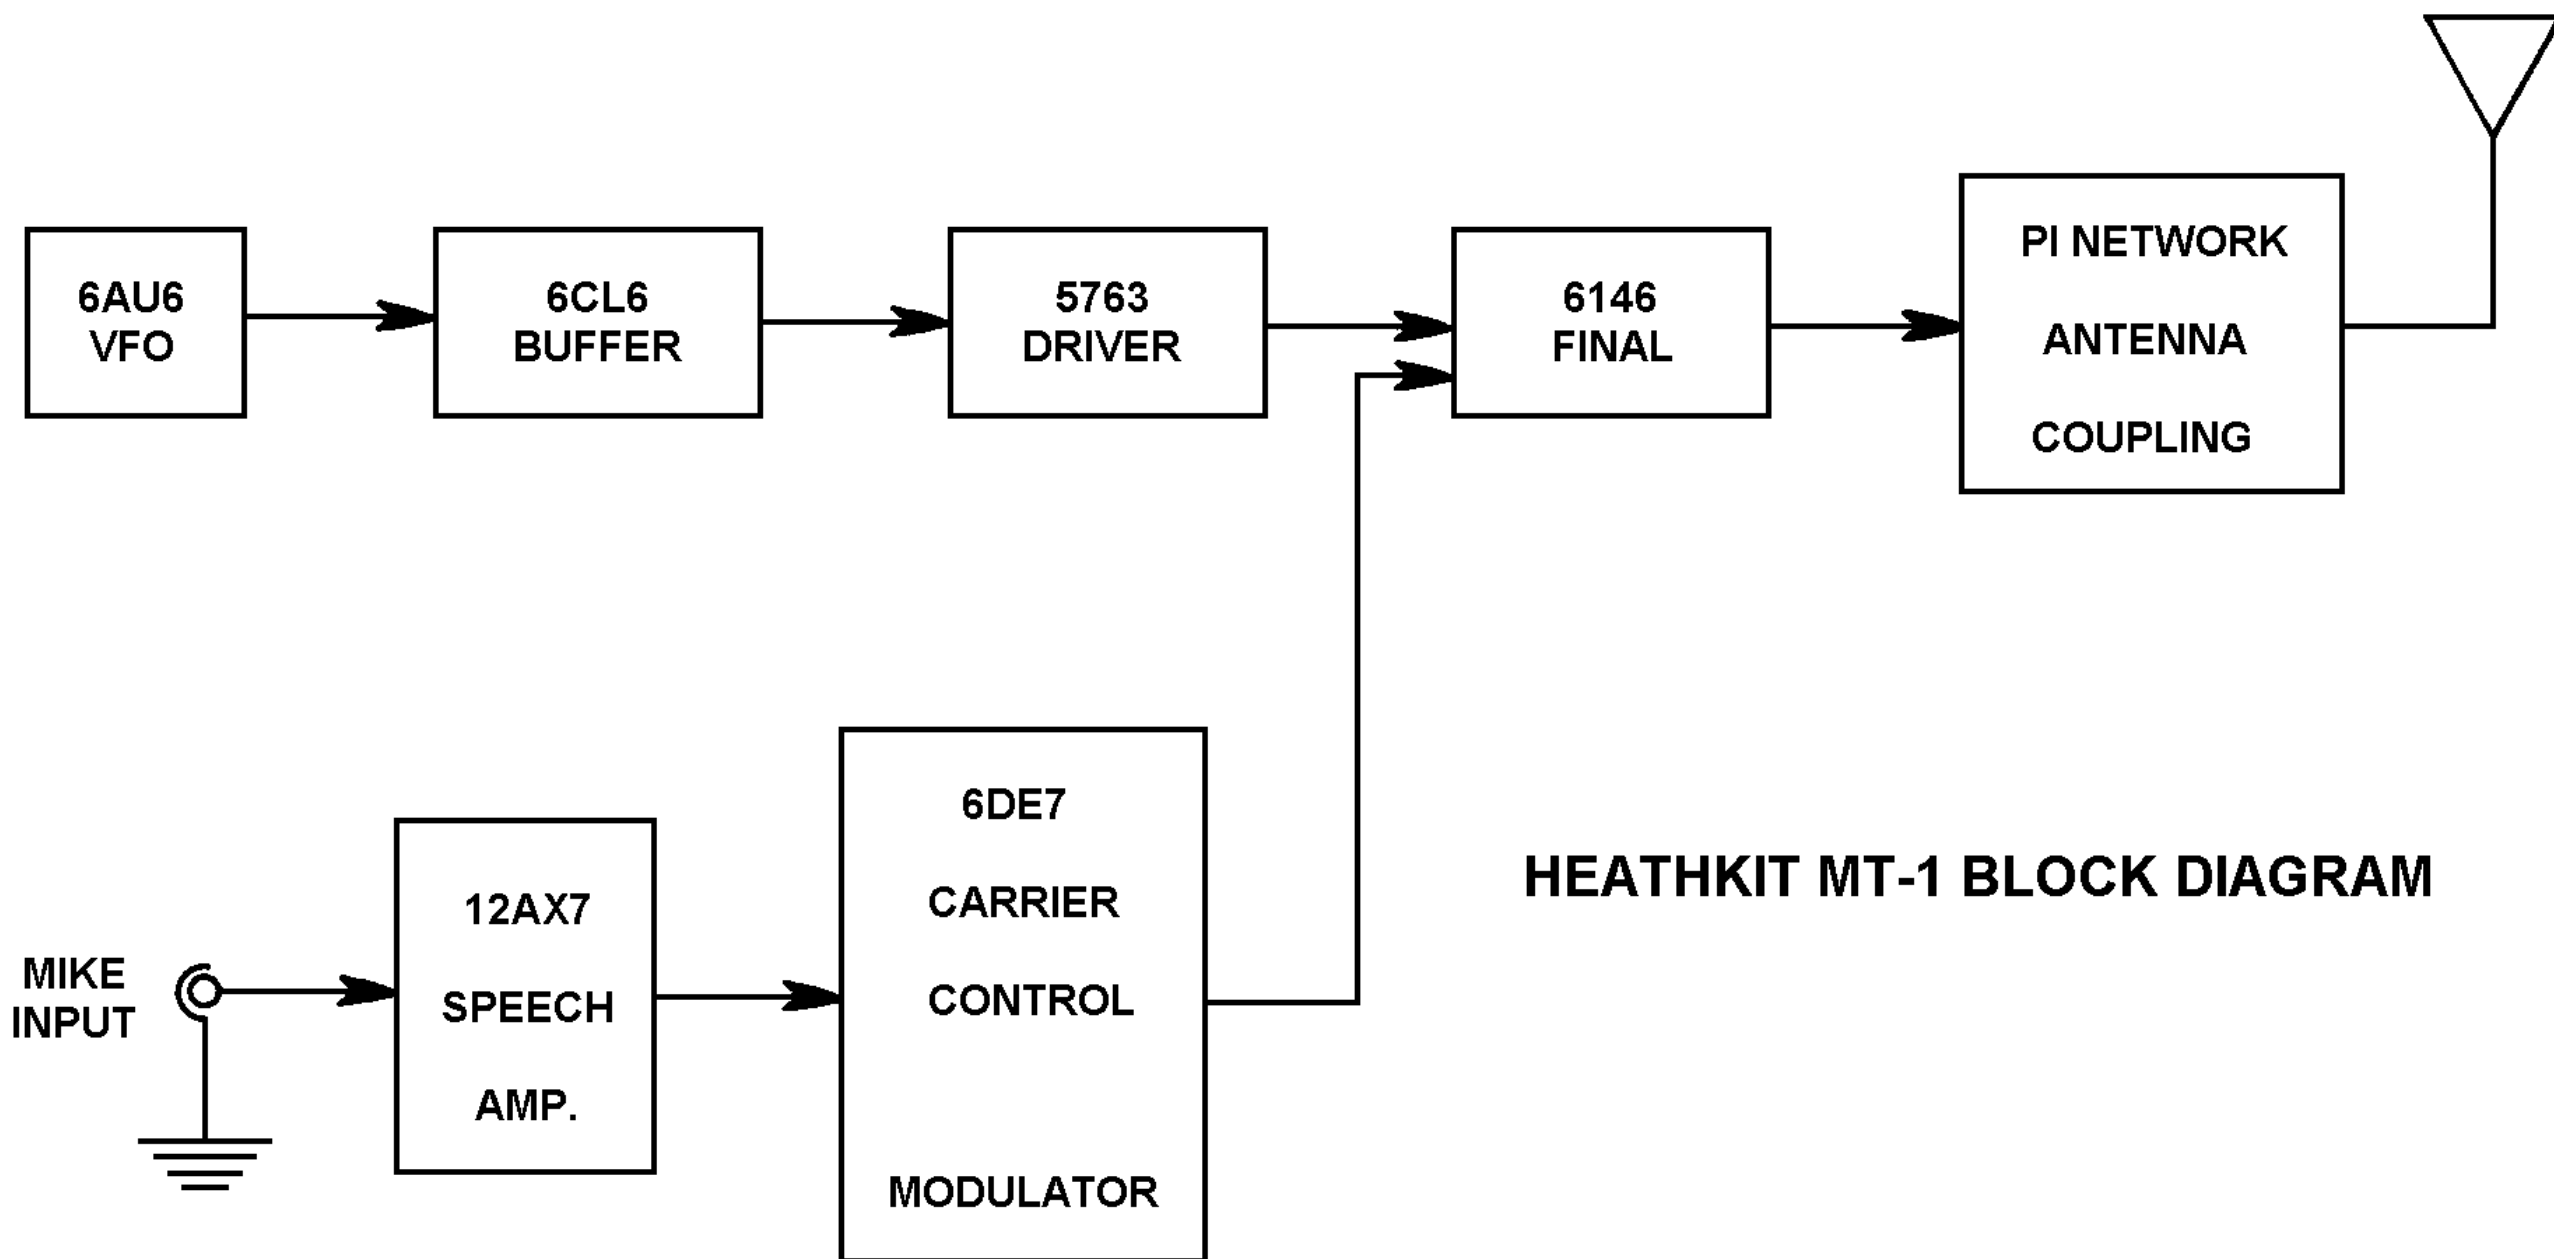 6AU6
VFO
6CL6
BUFFER
5763
DRIVER
6146
FINAL
PI NETWORK
ANTENNA
COUPLING
MIKE
INPUT
12AX7
SPEECH
AMP.
6DE7
CARRIER
CONTROL
MODULATOR
HEATHKIT MT-1 BLOCK DIAGRAM